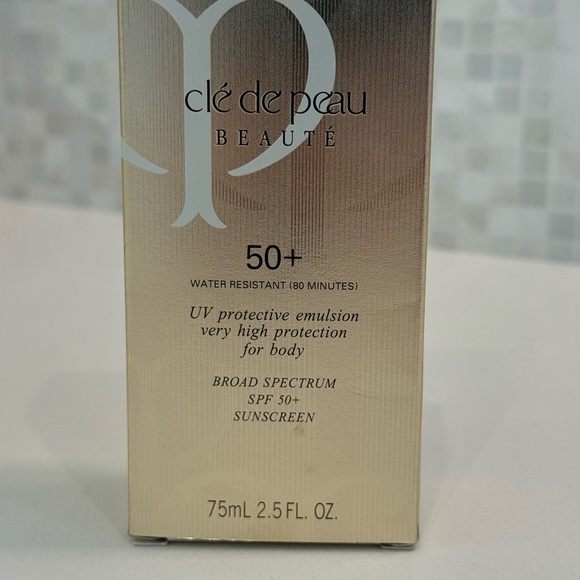 clé de peau
BEAUTÉ
50+
WATER RESISTANT (80 MINUTES)
UV protective emulsion
very high protection
for body
BROAD SPECTRUM
SPF 50+
SUNSCREEN
75mL 2.5 FL. OZ.